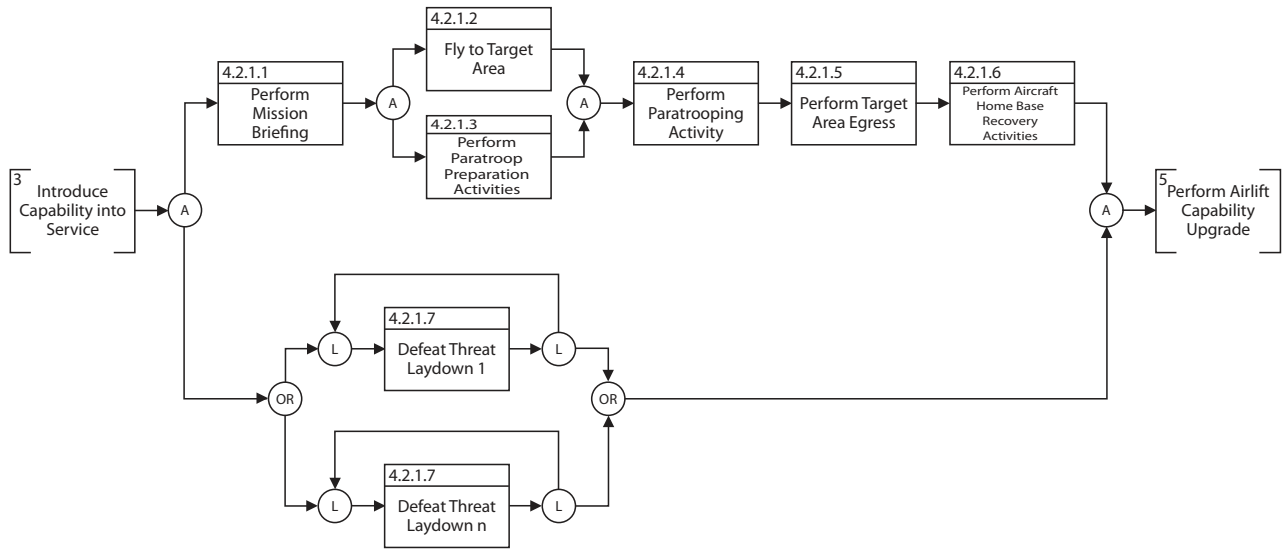 4.2.1.2
Fly to Target
Area
4.2.1.1
Perform
Mission
Briefing
A
4.2.1.3
Perform
Paratroop
Preparation
Activities
A
4.2.1.4
Perform
Paratrooping
Activity
4.2.1.5
Perform Target
Area Egress
4.2.1.6
Perform Aircraft
Home Base
Recovery
Activities
3
Introduce
Capability into
Service
A
A
5
Perform Airlift
Capability
Upgrade
4.2.1.7
Defeat Threat
Laydown 1
L
L
OR
OR
4.2.1.7
Defeat Threat
Laydown n
L
L